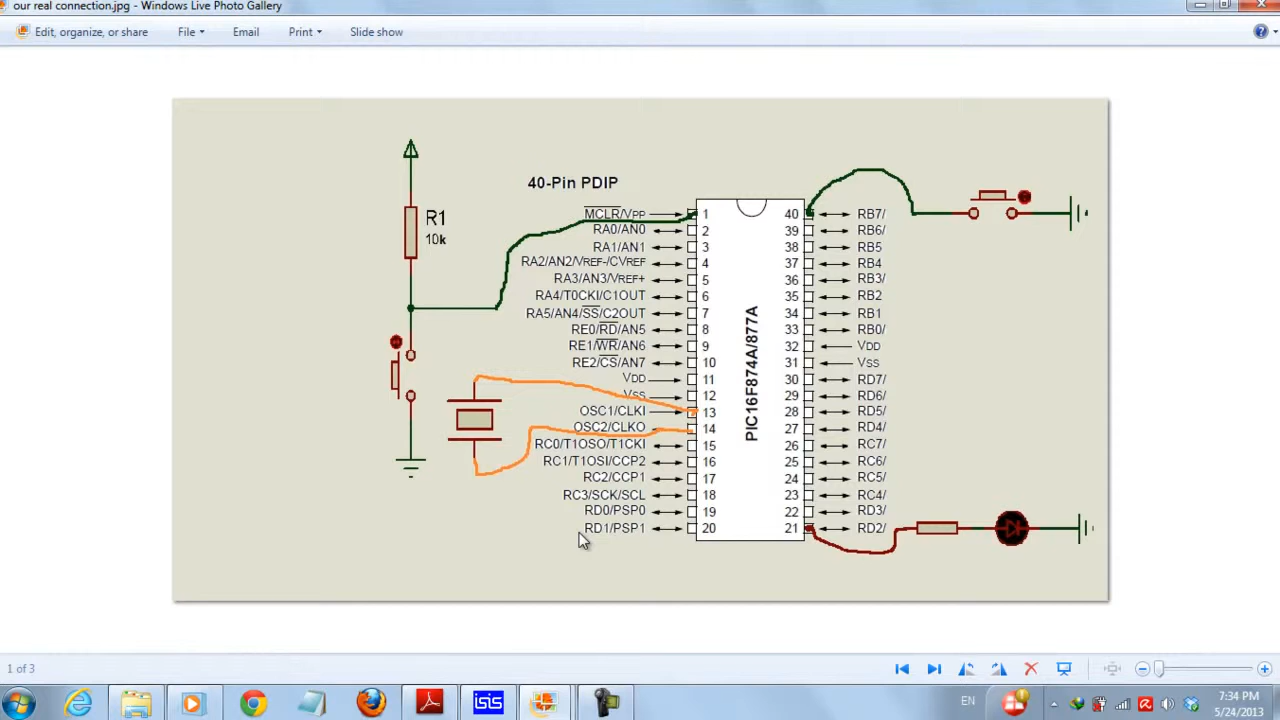 our real connection.jpg - Windows Live Photo Gallery
Edit, organize, or share File Email Print Slide show
40-Pin PDIP
R1
10k
MCLR/VPP 1 40 RB7/
RA0/AN0 2 39 RB6/
RA1/AN1 3 38 RB5
RA2/AN2/VREF-/CVREF 4 37 RB4
RA3/AN3/VREF+ 5 36 RB3/
RA4/T0CKI/C1OUT 6 35 RB2
RA5/AN4/SS/C2OUT 7 34 RB1
RE0/RD/AN5 8 33 RB0/
RE1/WR/AN6 9 32 VDD
RE2/CS/AN7 10 31 VSS
VDD 11 30 RD7/
VSS 12 29 RD6/
OSC1/CLKI 13 28 RD5/
OSC2/CLKO 14 27 RD4/
RC0/T1OSO/T1CKI 15 26 RC7/
RC1/T1OSI/CCP2 16 25 RC6/
RC2/CCP1 17 24 RC5/
RC3/SCK/SCL 18 23 RC4/
RD0/PSP0 19 22 RD3/
RD1/PSP1 20 21 RD2/
PIC16F874A/877A
1 of 3
isis EN 7:34 PM
5/24/2013